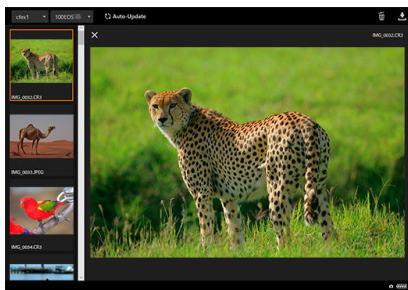 cfex1
100EOS
Auto-Update
IMG_0032.CR3
IMG_0032.CR3
IMG_0033.JPEG
IMG_0034.CR3